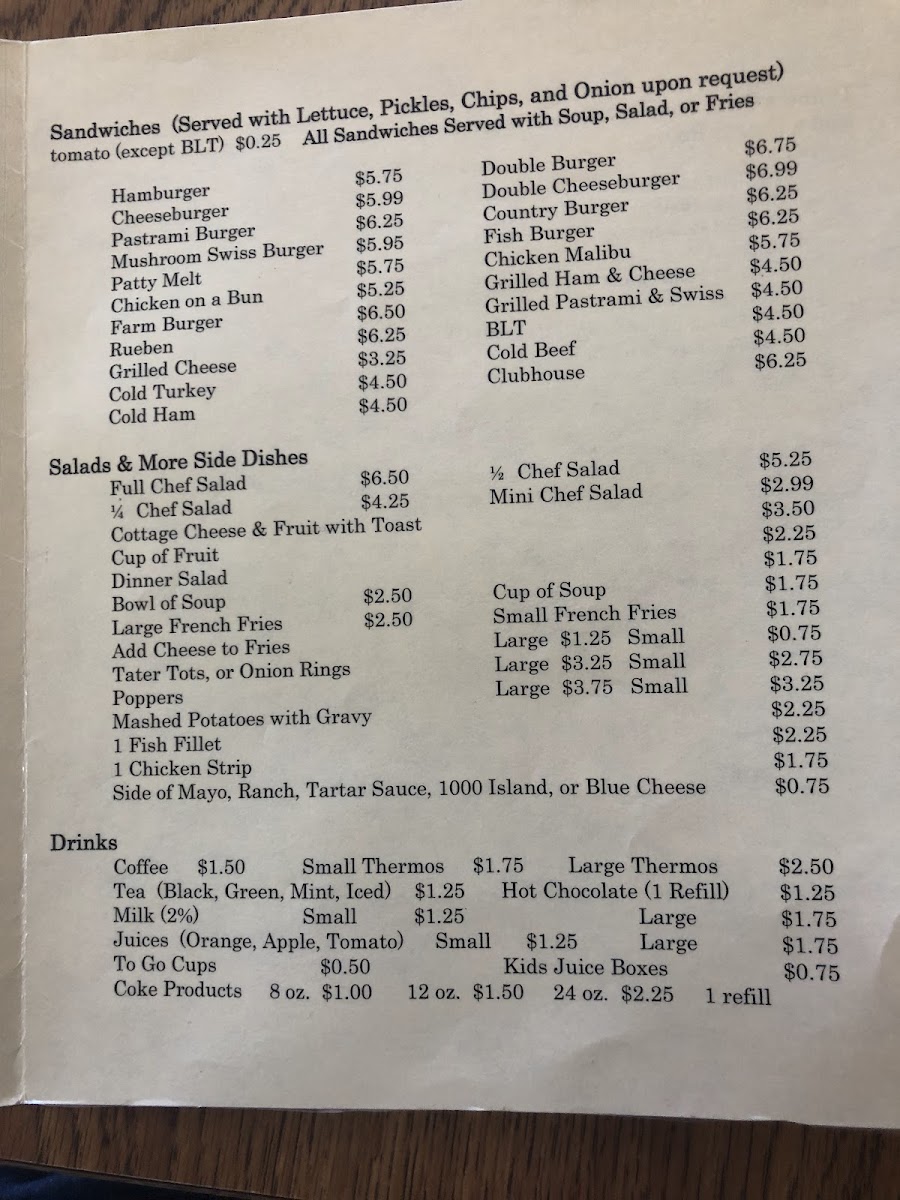 Sandwiches (Served with Lettuce, Pickles, Chips, and Onion upon request)
tomato (except BLT) $0.25 All Sandwiches Served with Soup, Salad, or Fries
Hamburger $5.75 Double Burger $6.75
Cheeseburger $5.99 Double Cheeseburger $6.99
Pastrami Burger $6.25 Country Burger $6.25
Mushroom Swiss Burger $5.95 Fish Burger $6.25
Patty Melt $5.75 Chicken Malibu $5.75
Chicken on a Bun $5.25 Grilled Ham & Cheese $4.50
Farm Burger $6.50 Grilled Pastrami & Swiss $4.50
Rueben $6.25 BLT $4.50
Grilled Cheese $3.25 Cold Beef $4.50
Cold Turkey $4.50 Clubhouse $6.25
Cold Ham $4.50
Salads & More Side Dishes
Full Chef Salad $6.50 ½ Chef Salad $5.25
¼ Chef Salad $4.25 Mini Chef Salad $2.99
Cottage Cheese & Fruit with Toast $3.50
Cup of Fruit $2.25
Dinner Salad $1.75
Bowl of Soup $2.50 Cup of Soup $1.75
Large French Fries $2.50 Small French Fries $1.75
Add Cheese to Fries Large $1.25 Small $0.75
Tater Tots, or Onion Rings Large $3.25 Small $2.75
Poppers Large $3.75 Small $3.25
Mashed Potatoes with Gravy $2.25
1 Fish Fillet $2.25
1 Chicken Strip $1.75
Side of Mayo, Ranch, Tartar Sauce, 1000 Island, or Blue Cheese $0.75
Drinks
Coffee $1.50 Small Thermos $1.75 Large Thermos $2.50
Tea (Black, Green, Mint, Iced) $1.25 Hot Chocolate (1 Refill) $1.25
Milk (2%) Small $1.25 Large $1.75
Juices (Orange, Apple, Tomato) Small $1.25 Large $1.75
To Go Cups $0.50 Kids Juice Boxes $0.75
Coke Products 8 oz. $1.00 12 oz. $1.50 24 oz. $2.25 1 refill